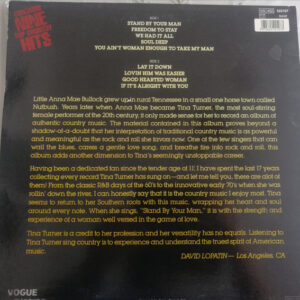 NINE
HITS
SIDE 1
STAND BY YOUR MAN
FREEDOM TO STAY
WE HAD IT ALL
SOUL DEEP
YOU AIN'T WOMAN ENOUGH TO TAKE MY MAN
SIDE 2
LAY IT DOWN
LOVIN HIM WAS EASIER
GOOD HEARTED WOMAN
IF IT'S ALRIGHT WITH YOU
Little Anna Mae Bullock grew up in rural Tennessee in a small one horse town called
Nutbush. Years later when Anna Mae became Tina Turner, the most soul-stirring
female performer of the 20th century. It only made sense for her to record an album of
authentic country music. The material contained in this album proves beyond a
shadow-of-a-doubt that her interpretation of traditional country music is as powerful
and meaningful as the rock and roll she thrives now. One of the few singers that can
wail the blues, caress a gentle love song, and breathe fire into rock and roll, this
album adds another dimension to Tina's seemingly unstoppable career.
Having been a dedicated fan since the tender age of 17, I have spent the last 17 years
collecting every record Tina Turner has sung on—and let me tell you, there are alot of
them! From the classic R&B days of the 60's to the innovative early 70's when she was
rollin' down the river. I can honestly say that it is the country music I enjoy most. Tina
seems to return to her Southern roots with this music, wrapping her heart and soul
around every note. When she sings, "Stand By Your Man," it is with the strength and
experience of a woman well versed in the game of love.
Tina Turner is a credit to her profession and her versatility has no equals. Listening to
Tina Turner sing country is to experience and understand the truest spirit of American
music.
DAVID LOPATIN — Los Angeles, CA
VOGUE